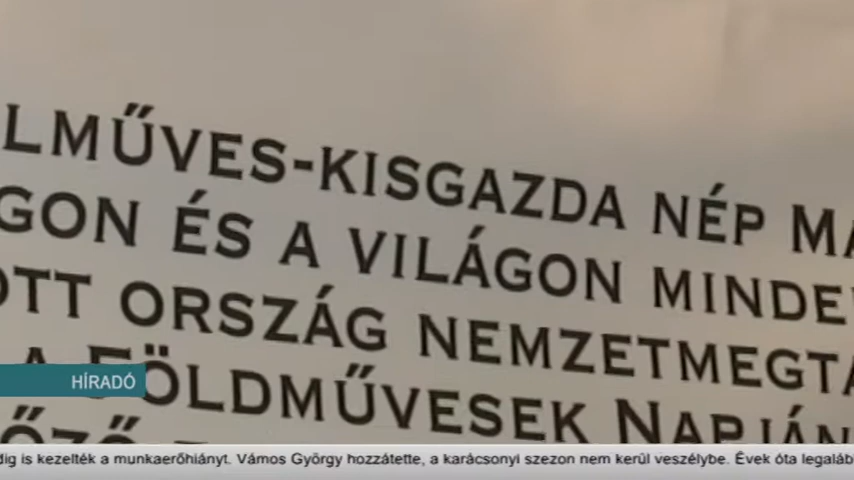 LMŰVES-KISGAZDA NÉP MA
GON ÉS A VILÁGON MINDE
OTT ORSZÁG NEMZETMEGTA
A FÖLDMŰVESEK NAPJÁN
HÍRADÓ
dig is kezelték a munkaerőhiányt. Vámos György hozzátette, a karácsonyi szezon nem kerül veszélybe. Évek óta legaláb